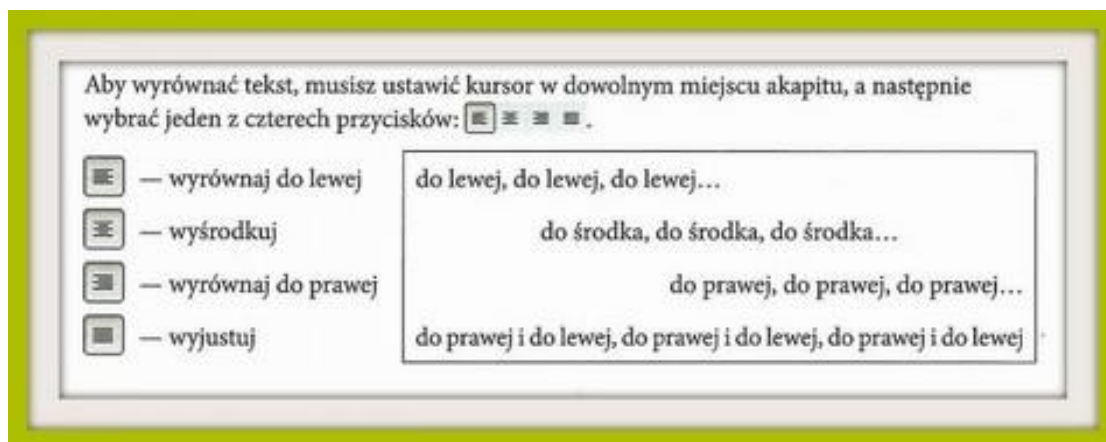 Aby wyrównać tekst, musisz ustawić kursor w dowolnym miejscu akapitu, a następnie
wybrać jeden z czterech przycisków: .
— wyrównaj do lewej
do lewej, do lewej, do lewej…
— wyśrodkuj
do środka, do środka, do środka…
— wyrównaj do prawej
do prawej, do prawej, do prawej…
— wyjustuj
do prawej i do lewej, do prawej i do lewej, do prawej i do lewej